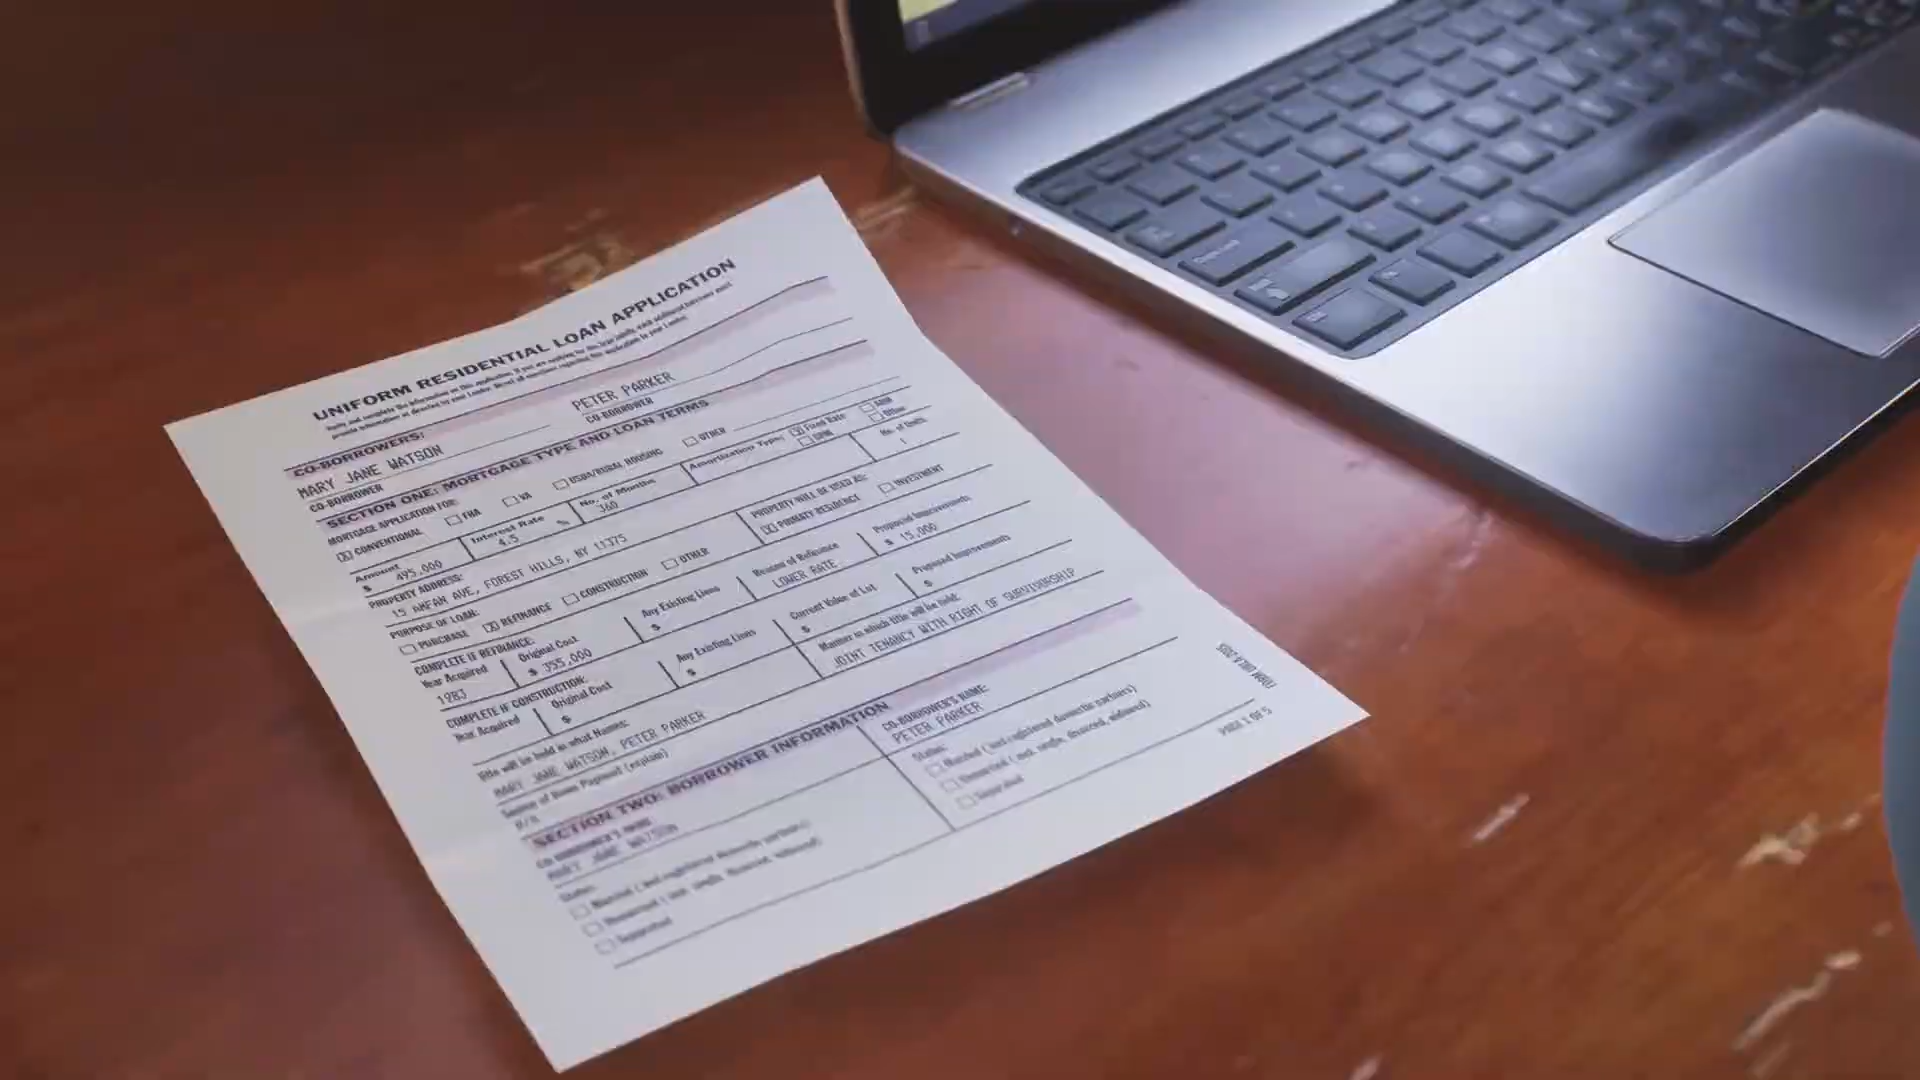 UNIFORM RESIDENTIAL LOAN APPLICATION
CO-BORROWERS:
MARY JANE WATSON PETER PARKER
CO-BORROWER CO-BORROWER
SECTION ONE: MORTGAGE TYPE AND LOAN TERMS
MORTGAGE APPLICATION FOR:
CONVENTIONAL FHA VA USDA/RURAL HOUSING OTHER
Amount Interest Rate No. of Months Amortization Type: Fixed Rate ARM Other No. of Units
$ 495,000 4.5 % 360 1
PROPERTY ADDRESS: PROPERTY WILL BE USED AS:
FOREST HILLS, NY 11375 PRIMARY RESIDENCE INVESTMENT
PURPOSE OF LOAN:
PURCHASE REFINANCE CONSTRUCTION OTHER
COMPLETE IF REFINANCE:
Year Acquired Original Cost Any Existing Liens Reason of Refinance Proposed Improvements
1983 $ 355,000 $ LOWER RATE $ 15,000
COMPLETE IF CONSTRUCTION:
Year Acquired Original Cost Any Existing Liens Current Value of Lot Proposed Improvements
$ $ $ $
Title will be held in what Names: Manner in which title will be held:
MARY JANE WATSON, PETER PARKER JOINT TENANCY WITH RIGHT OF SURVIVORSHIP
Source of Down Payment (explain)
N/A
SECTION TWO: BORROWER INFORMATION
CO-BORROWER'S NAME: CO-BORROWER'S NAME:
MARY JANE WATSON PETER PARKER
Status: Status:
Separated Separated
PAGE 1 OF 5